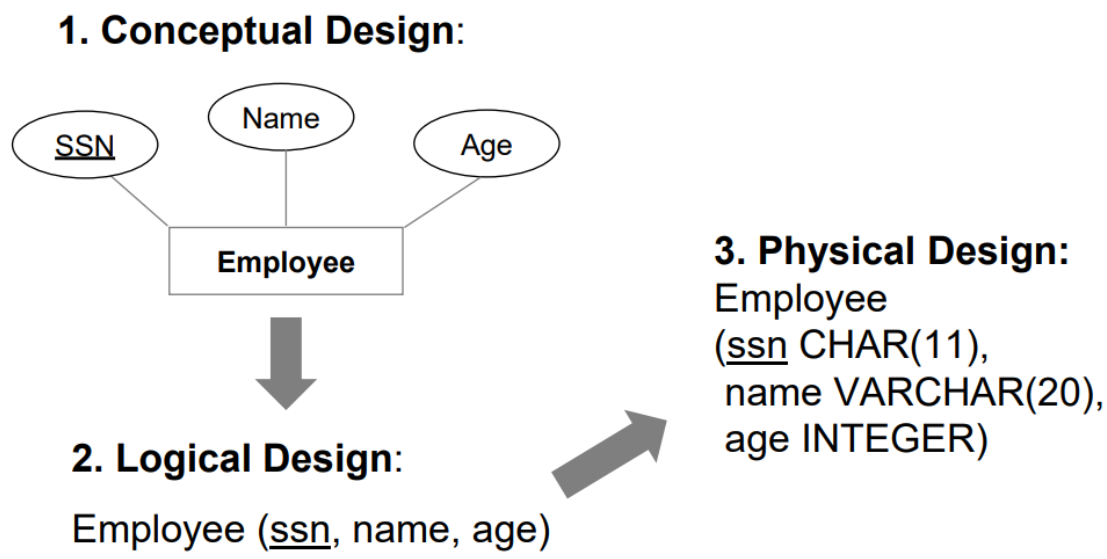 1. Conceptual Design:
SSN
Name
Age
Employee
2. Logical Design:
Employee (ssn, name, age)
3. Physical Design:
Employee
(ssn CHAR(11),
name VARCHAR(20),
age INTEGER)